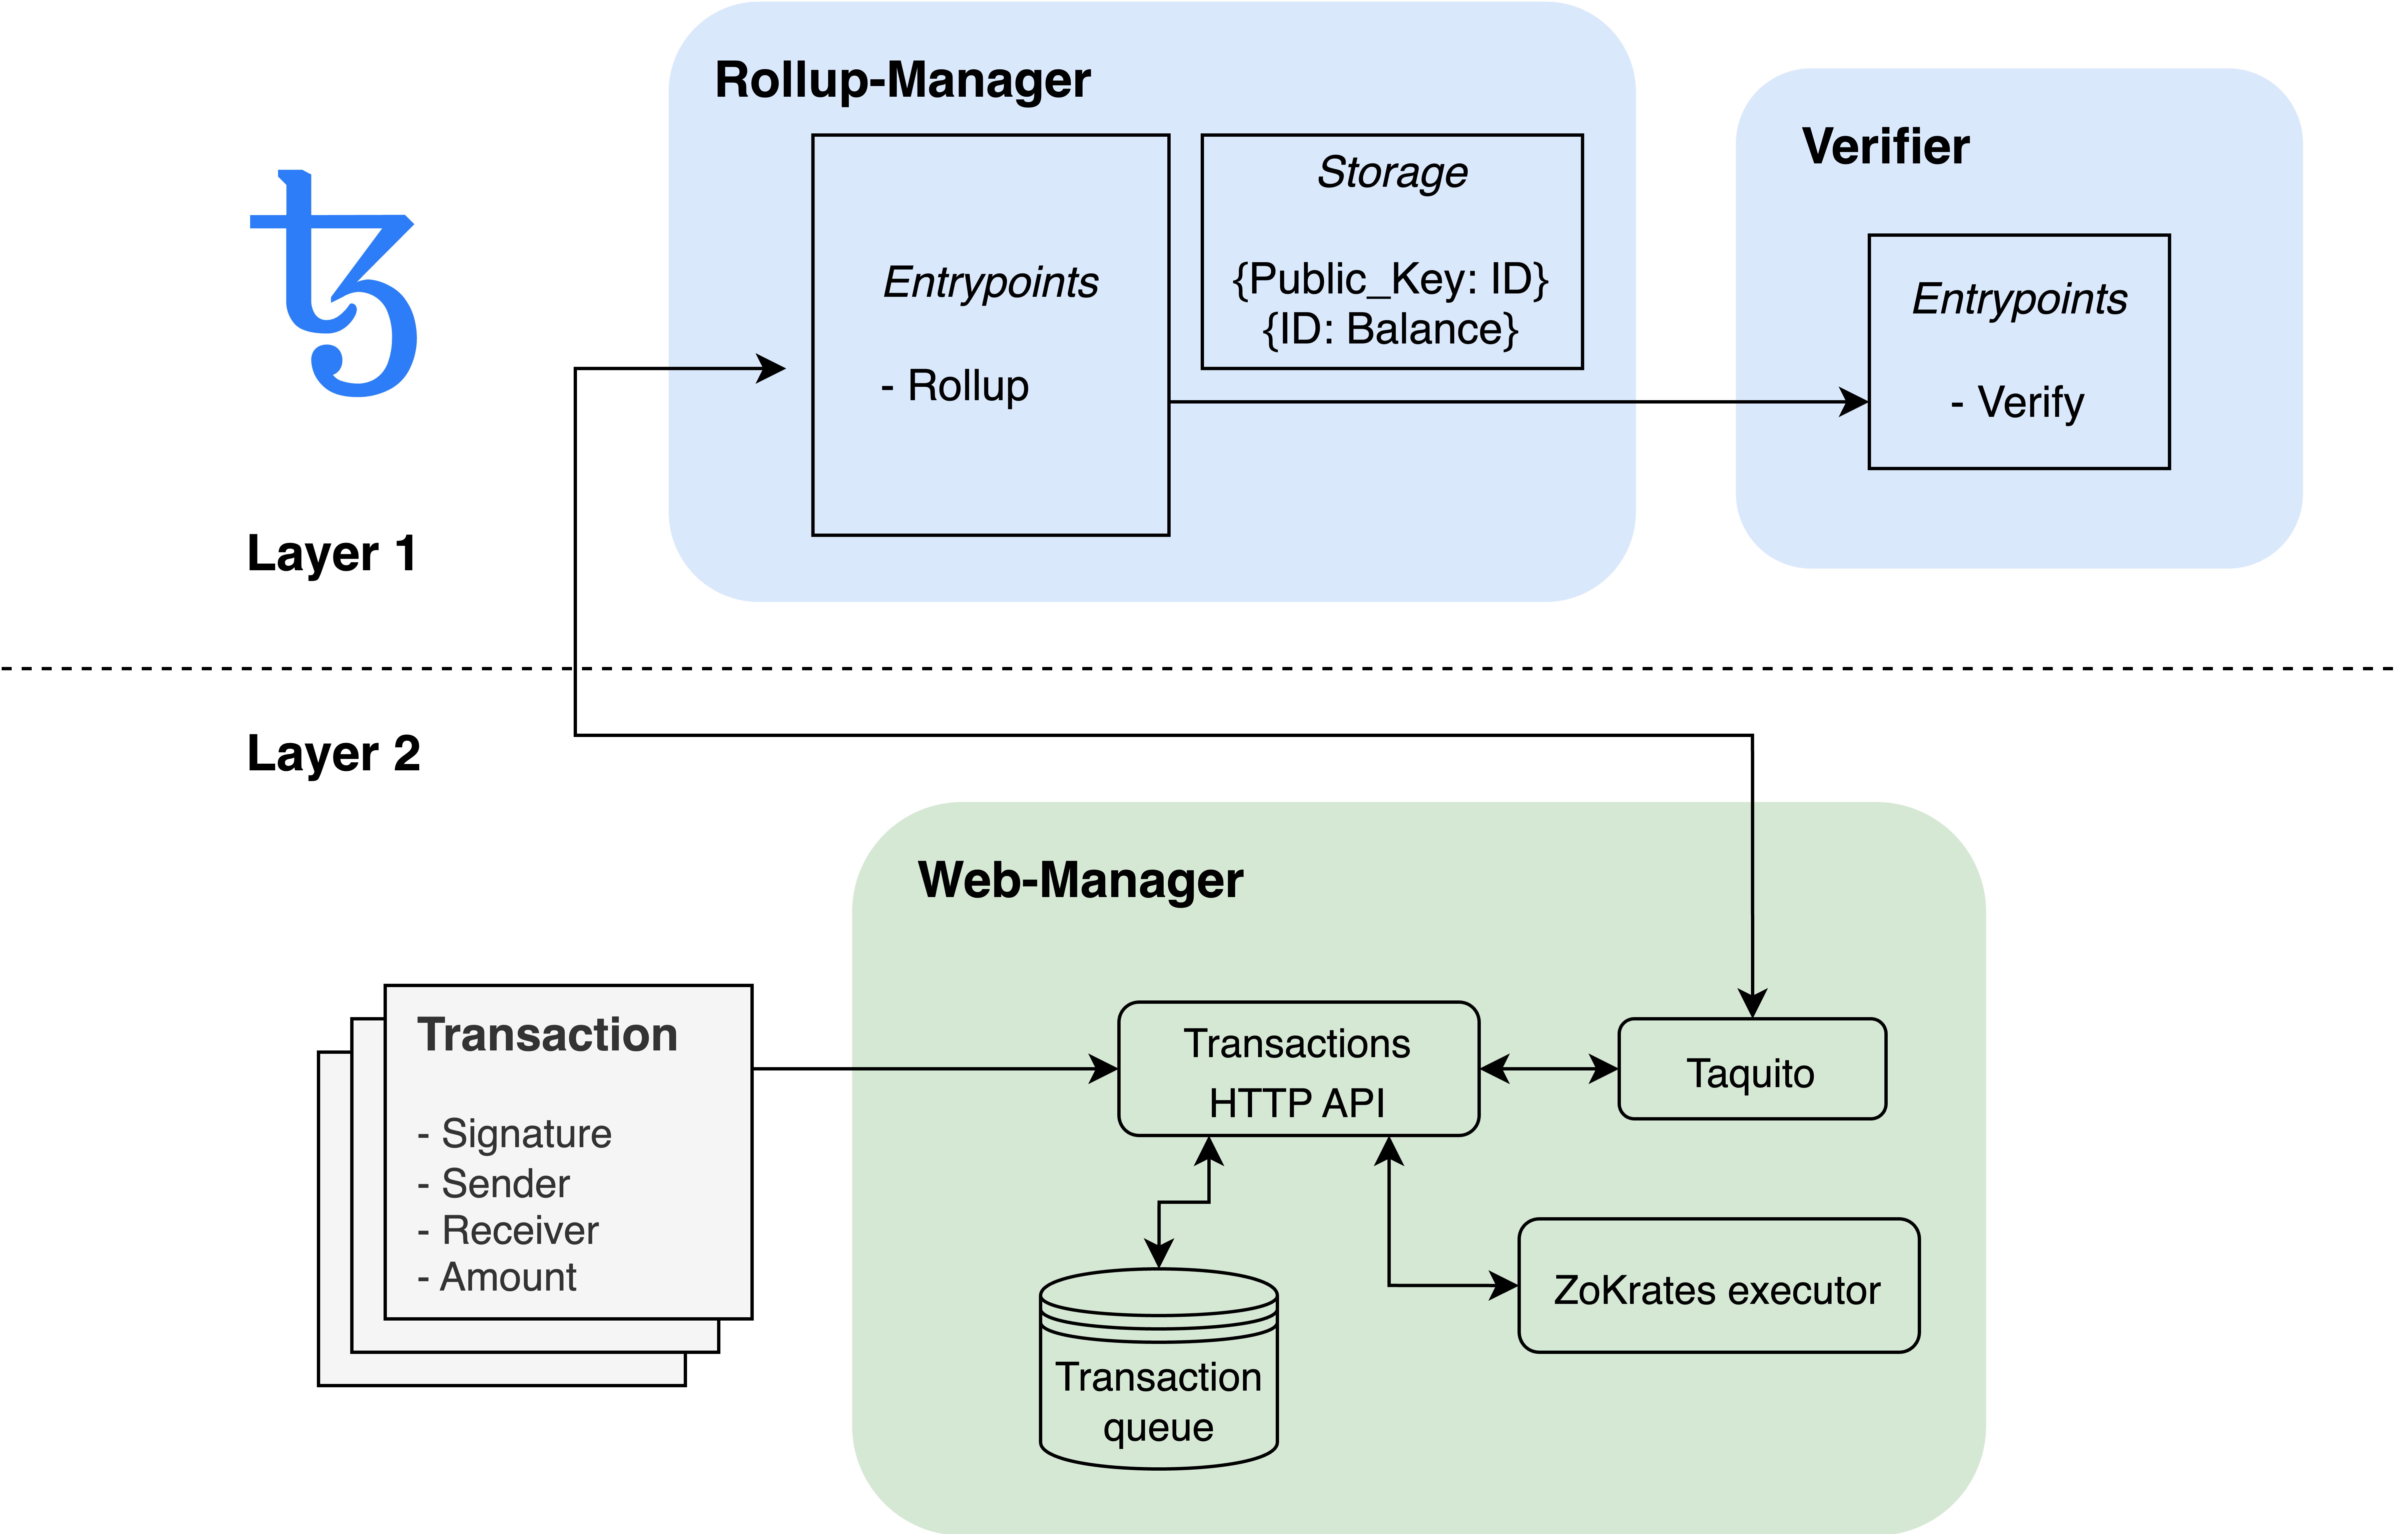 Rollup-Manager
Entrypoints
- Rollup
Storage
{Public_Key: ID}
{ID: Balance}
Verifier
Entrypoints
- Verify
Layer 1
Layer 2
Web-Manager
Transaction
- Signature
- Sender
- Receiver
- Amount
Transactions
HTTP API
Taquito
ZoKrates executor
Transaction
queue